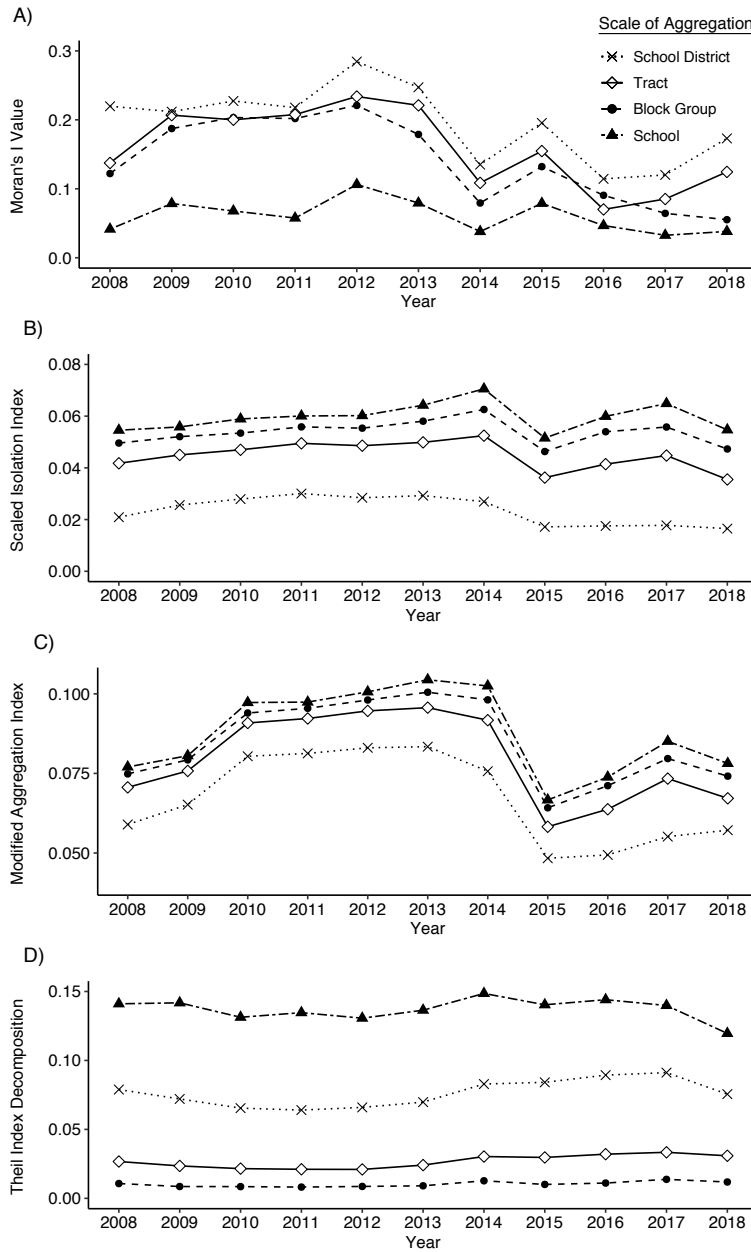 A)
Scale of Aggregation
School District
Tract
Block Group
School
0.3
0.2
0.1
0.0
Moran's I Value
2008 2009 2010 2011 2012 2013 2014 2015 2016 2017 2018
Year
B)
0.08
0.06
0.04
0.02
0.00
Scaled Isolation Index
2008 2009 2010 2011 2012 2013 2014 2015 2016 2017 2018
Year
C)
0.100
0.075
0.050
Modified Aggregation Index
2008 2009 2010 2011 2012 2013 2014 2015 2016 2017 2018
Year
D)
0.15
0.10
0.05
0.00
Theil Index Decomposition
2008 2009 2010 2011 2012 2013 2014 2015 2016 2017 2018
Year